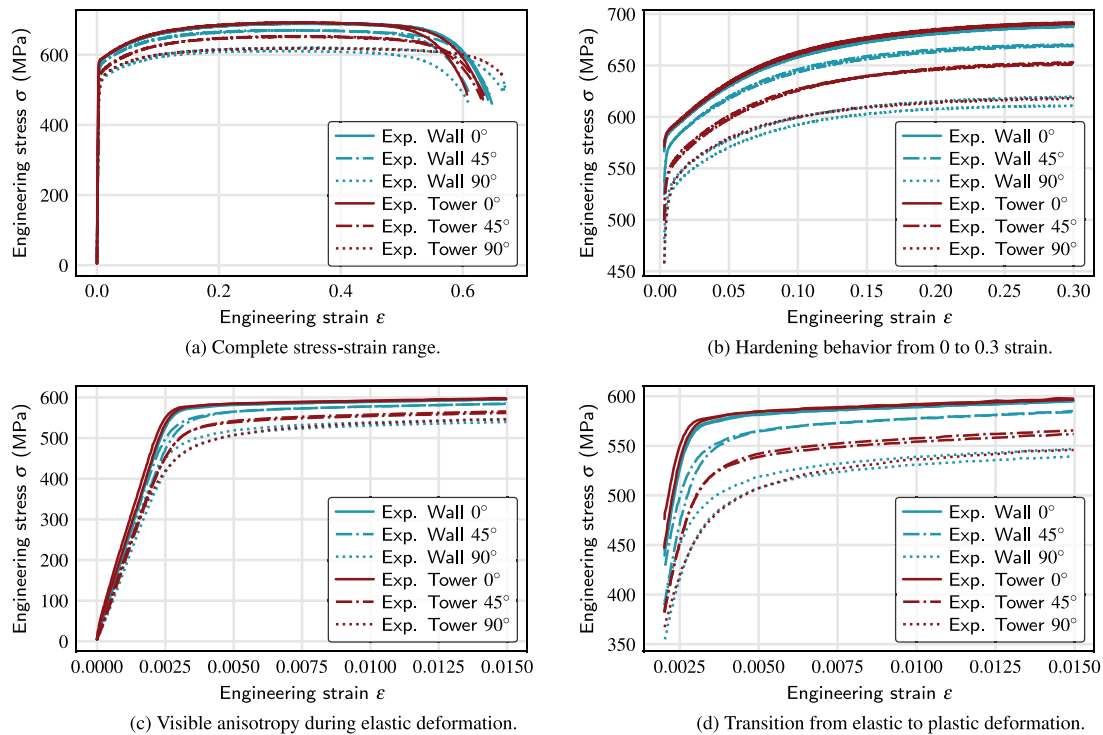 Engineering stress σ (MPa)
600
400
200
0
Exp. Wall 0°
Exp. Wall 45°
Exp. Wall 90°
Exp. Tower 0°
Exp. Tower 45°
Exp. Tower 90°
0.0 0.2 0.4 0.6
Engineering strain ε
(a) Complete stress-strain range.
Engineering stress σ (MPa)
700
650
600
550
500
450
Exp. Wall 0°
Exp. Wall 45°
Exp. Wall 90°
Exp. Tower 0°
Exp. Tower 45°
Exp. Tower 90°
0.00 0.05 0.10 0.15 0.20 0.25 0.30
Engineering strain ε
(b) Hardening behavior from 0 to 0.3 strain.
Engineering stress σ (MPa)
600
500
400
300
200
100
0
Exp. Wall 0°
Exp. Wall 45°
Exp. Wall 90°
Exp. Tower 0°
Exp. Tower 45°
Exp. Tower 90°
0.0000 0.0025 0.0050 0.0075 0.0100 0.0125 0.0150
Engineering strain ε
(c) Visible anisotropy during elastic deformation.
Engineering stress σ (MPa)
600
550
500
450
400
350
Exp. Wall 0°
Exp. Wall 45°
Exp. Wall 90°
Exp. Tower 0°
Exp. Tower 45°
Exp. Tower 90°
0.0025 0.0050 0.0075 0.0100 0.0125 0.0150
Engineering strain ε
(d) Transition from elastic to plastic deformation.